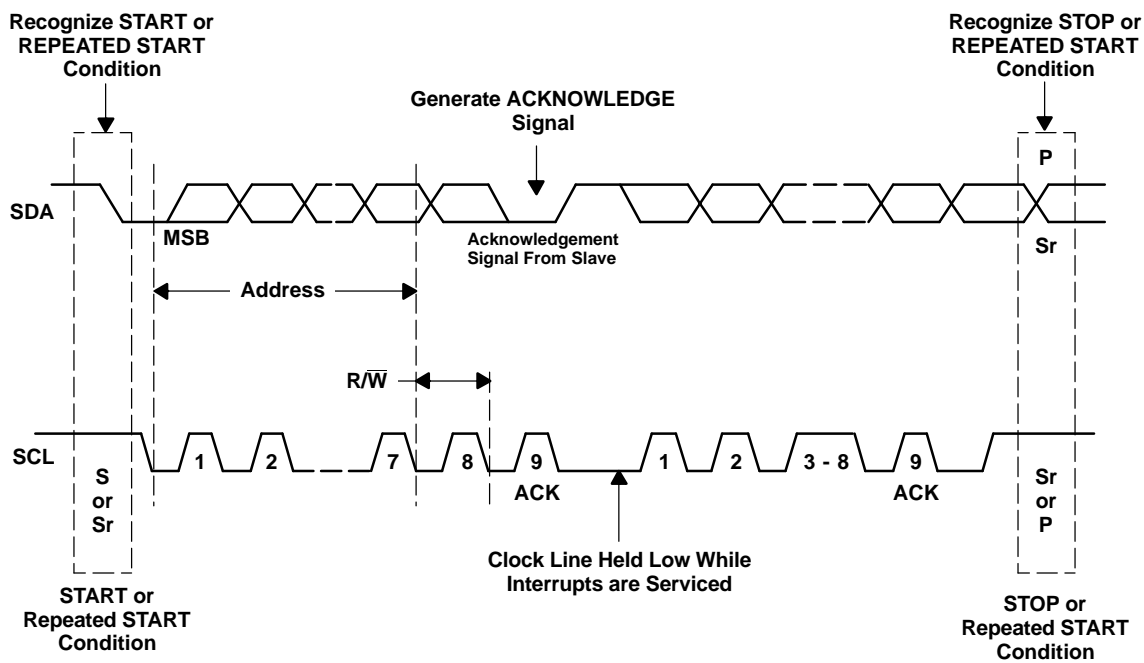 Recognize START or
REPEATED START
Condition
Recognize STOP or
REPEATED START
Condition
Generate ACKNOWLEDGE
Signal
P
SDA
MSB
Acknowledgement
Signal From Slave
Sr
Address
R/W̅
SCL
1
2
7
8
9
1
2
3 - 8
9
ACK
ACK
S
or
Sr
Sr
or
P
Clock Line Held Low While
Interrupts are Serviced
START or
Repeated START
Condition
STOP or
Repeated START
Condition